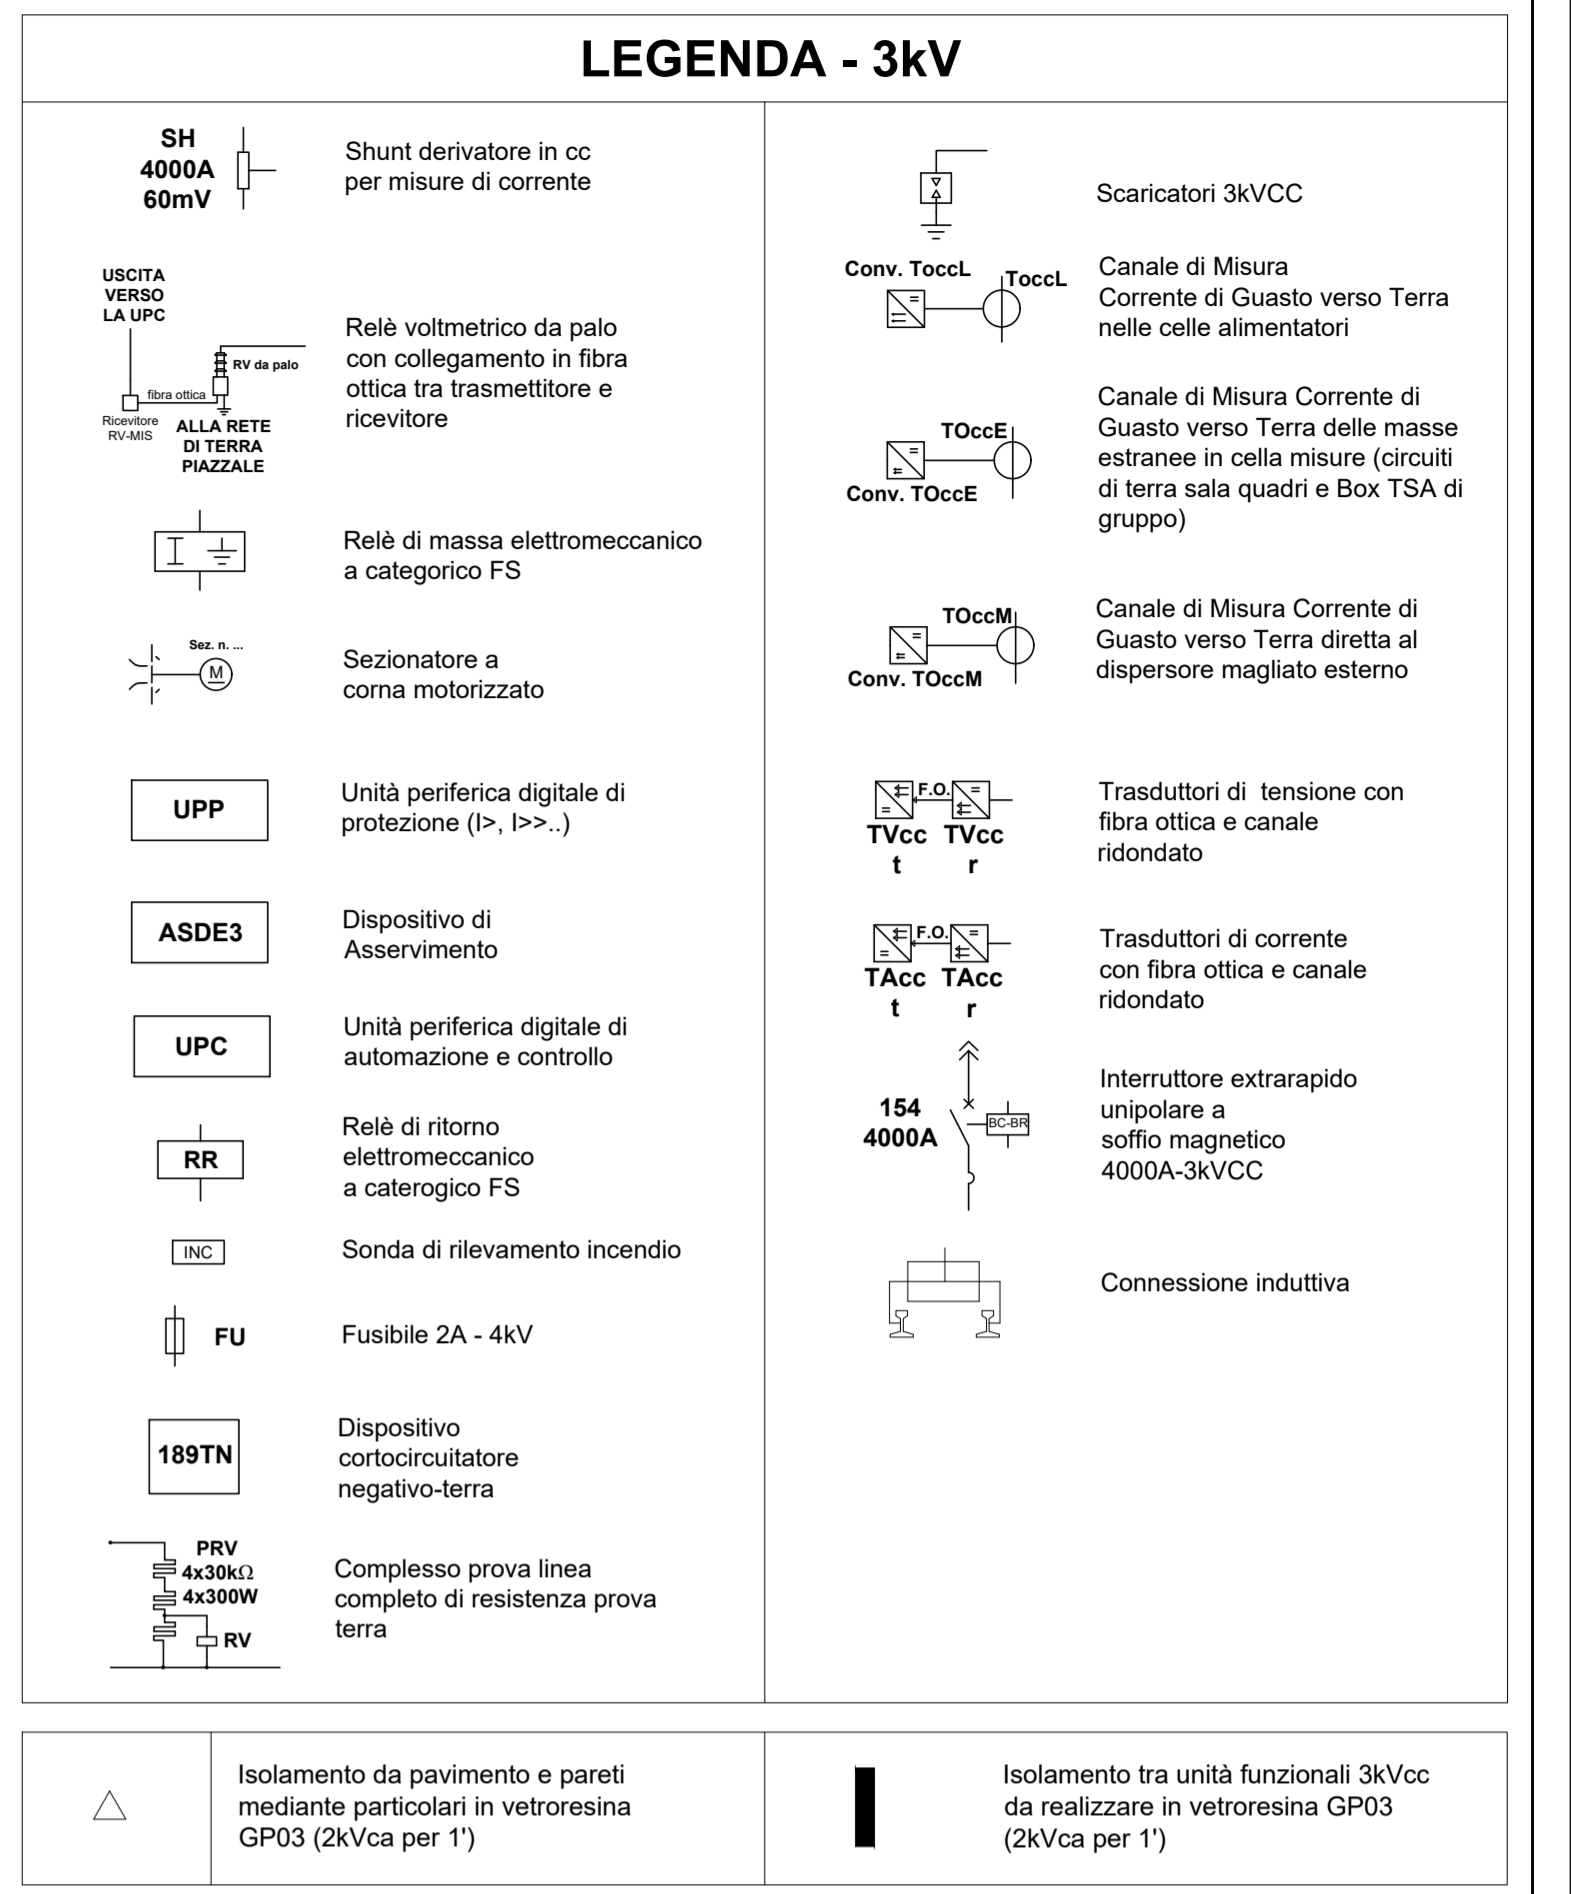 LEGENDA - 3kV
SH
4000A
60mV
Shunt derivatore in cc
per misure di corrente
USCITA
VERSO
LA UPC
RV da palo
fibra ottica
Ricevitore
RV-MIS
ALLA RETE
DI TERRA
PIAZZALE
Relè voltmetrico da palo
con collegamento in fibra
ottica tra trasmettitore e
ricevitore
Relè di massa elettromeccanico
a categorico FS
Sez. n. ...
M
Sezionatore a
corna motorizzato
UPP
Unità periferica digitale di
protezione (I>, I>>..)
ASDE3
Dispositivo di
Asservimento
UPC
Unità periferica digitale di
automazione e controllo
RR
Relè di ritorno
elettromeccanico
a caterogico FS
INC
Sonda di rilevamento incendio
FU
Fusibile 2A - 4kV
189TN
Dispositivo
cortocircuitatore
negativo-terra
PRV
4x30kΩ
4x300W
RV
Complesso prova linea
completo di resistenza prova
terra
Scaricatori 3kVCC
Conv. ToccL
ToccL
Canale di Misura
Corrente di Guasto verso Terra
nelle celle alimentatori
TOccE
Conv. TOccE
Canale di Misura Corrente di
Guasto verso Terra delle masse
estranee in cella misure (circuiti
di terra sala quadri e Box TSA di
gruppo)
TOccM
Conv. TOccM
Canale di Misura Corrente di
Guasto verso Terra diretta al
dispersore magliato esterno
F.O.
TVcc TVcc
t r
Trasduttori di  tensione con
fibra ottica e canale
ridondato
F.O.
TAcc TAcc
t r
Trasduttori di corrente
con fibra ottica e canale
ridondato
154
4000A
BC-BR
Interruttore extrarapido
unipolare a
soffio magnetico
4000A-3kVCC
Connessione induttiva
Isolamento da pavimento e pareti
mediante particolari in vetroresina
GP03 (2kVca per 1')
Isolamento tra unità funzionali 3kVcc
da realizzare in vetroresina GP03
(2kVca per 1')